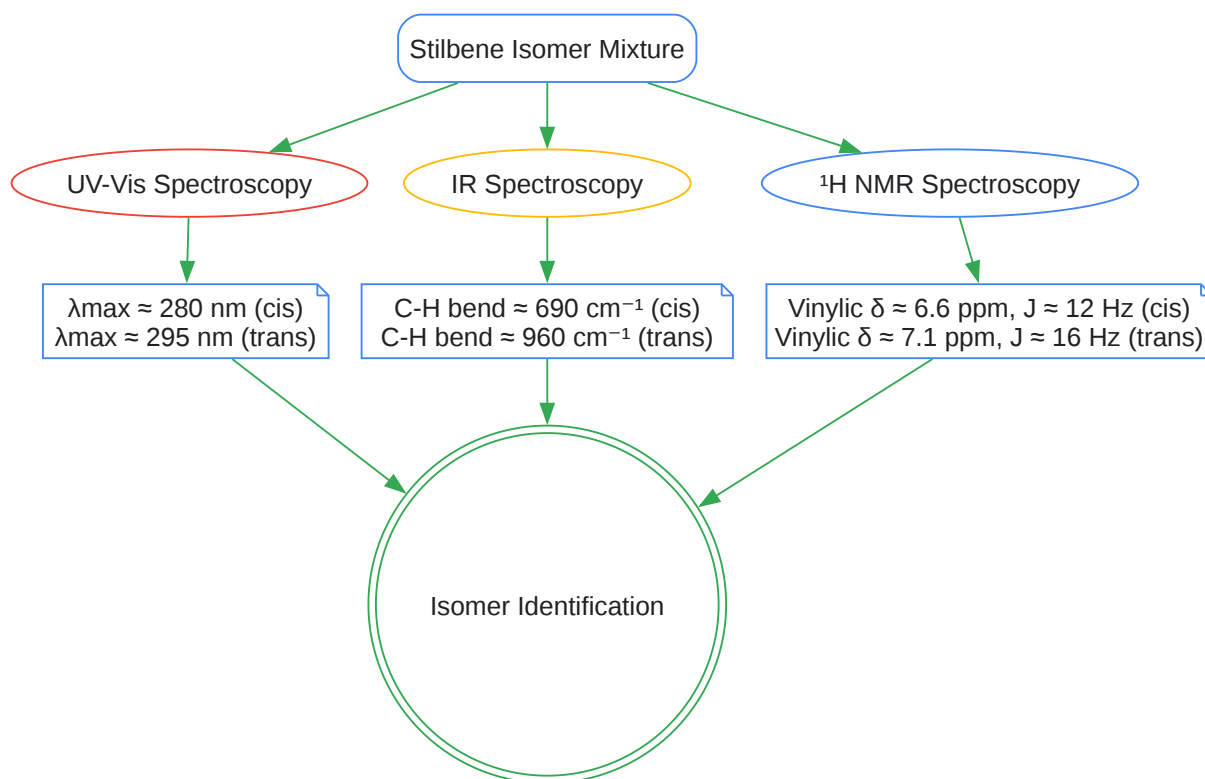 Stilbene Isomer Mixture
UV-Vis Spectroscopy
IR Spectroscopy
¹H NMR Spectroscopy
λmax ≈ 280 nm (cis)
λmax ≈ 295 nm (trans)
C-H bend ≈ 690 cm⁻¹ (cis)
C-H bend ≈ 960 cm⁻¹ (trans)
Vinylic δ ≈ 6.6 ppm, J ≈ 12 Hz (cis)
Vinylic δ ≈ 7.1 ppm, J ≈ 16 Hz (trans)
Isomer Identification